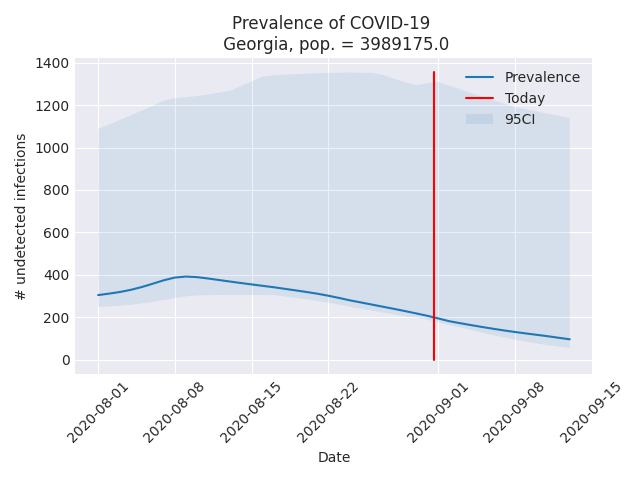 Prevalence of COVID-19
Georgia, pop. = 3989175.0
# undetected infections
1400
1200
1000
800
600
400
200
0
Prevalence
Today
95CI
2020-08-01
2020-08-08
2020-08-15
2020-08-22
2020-09-01
2020-09-08
2020-09-15
Date